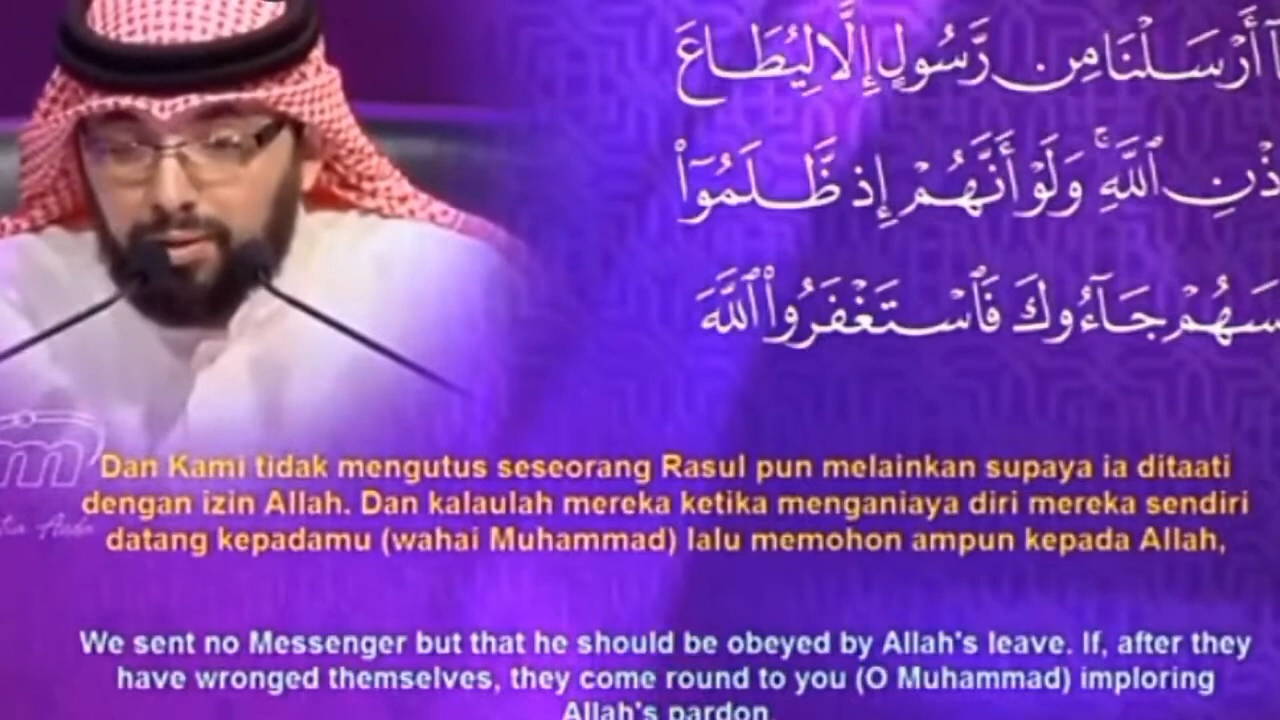 أَرْسَلْنَا مِن رَّسُولٍ إِلَّا لِيُطَاعَ
ٱللَّهِ ۚ وَلَوْ أَنَّهُمْ إِذ ظَّلَمُوٓا۟
جَآءُوكَ فَٱسْتَغْفَرُوا۟ ٱللَّهَ
Dan Kami tidak mengutus seseorang Rasul pun melainkan supaya ia ditaati
dengan izin Allah. Dan kalaulah mereka ketika menganiaya diri mereka sendiri
datang kepadamu (wahai Muhammad) lalu memohon ampun kepada Allah,
We sent no Messenger but that he should be obeyed by Allah's leave. If, after they
have wronged themselves, they come round to you (O Muhammad) imploring
Allah's pardon,